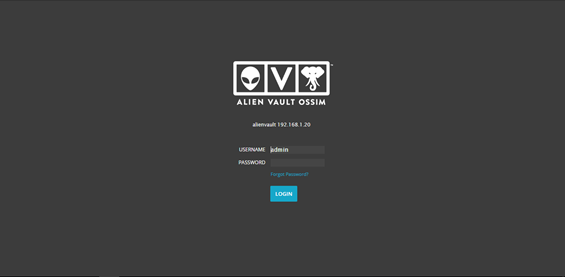 ALIEN VAULT OSSIM
alienvault 192.168.1.20
USERNAME admin
PASSWORD
Forgot Password?
LOGIN